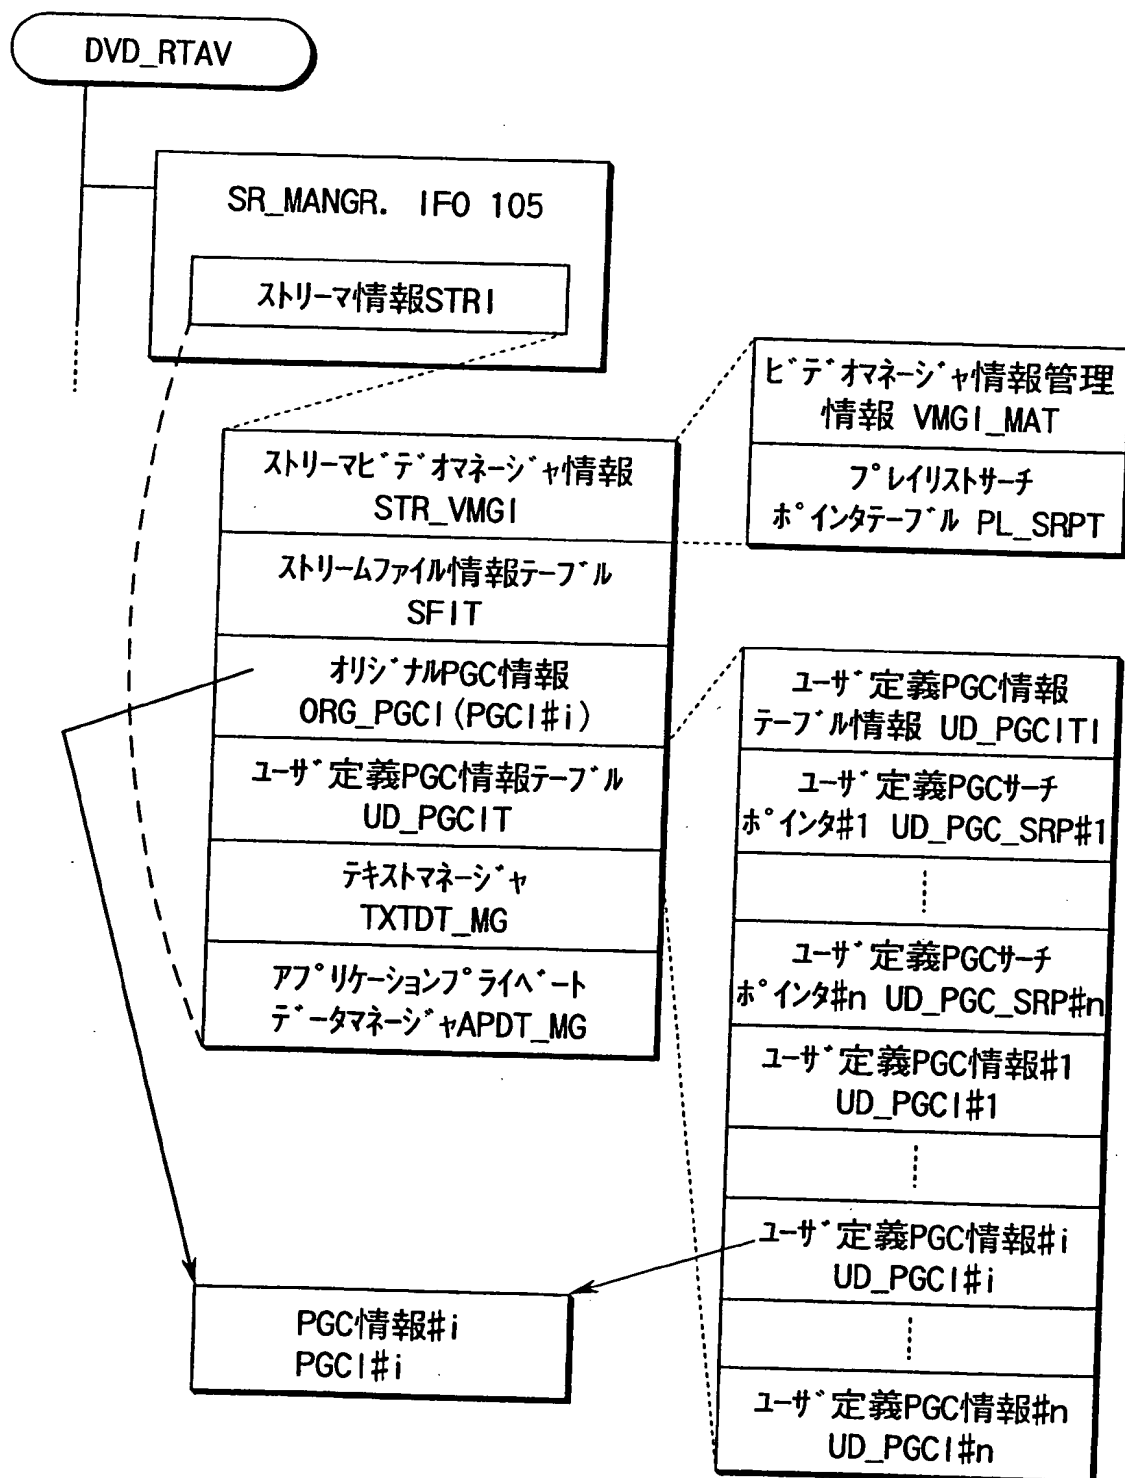 DVD_RTAV
SR_MANGR. IFO 105
ストリーマ情報STRI
ビデオマネージャ情報管理
情報 VMGI_MAT
プレイリストサーチ
ポインタテーブル PL_SRPT
ストリーマビデオマネージャ情報
STR_VMGI
ストリームファイル情報テーブル
SFIT
オリジナルPGC情報
ORG_PGCI(PGCI#i)
ユーザ定義PGC情報テーブル
UD_PGCIT
テキストマネージャ
TXTDT_MG
アプリケーションプライベート
データマネージャAPDT_MG
ユーザ定義PGC情報
テーブル情報 UD_PGCITI
ユーザ定義PGCサーチ
ポインタ#1 UD_PGC_SRP#1
ユーザ定義PGCサーチ
ポインタ#n UD_PGC_SRP#n
ユーザ定義PGC情報#1
UD_PGCI#1
ユーザ定義PGC情報#i
UD_PGCI#i
ユーザ定義PGC情報#n
UD_PGCI#n
PGC情報#i
PGCI#i